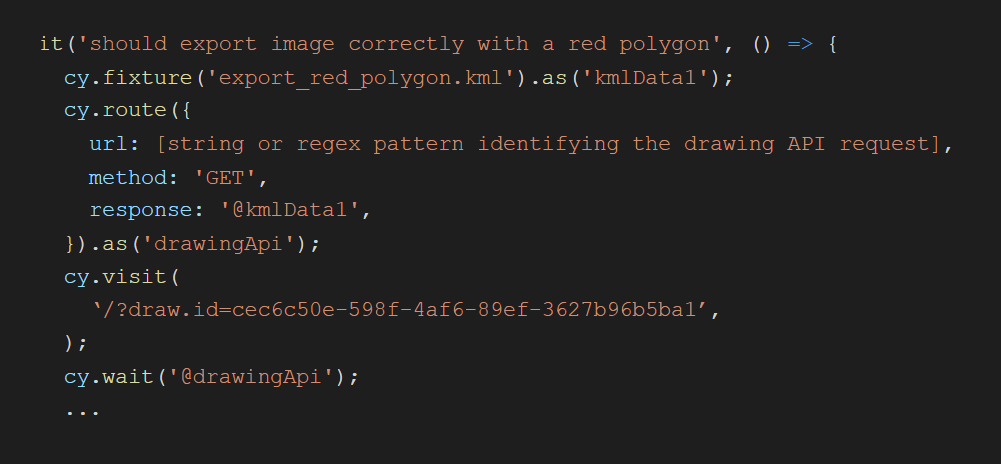 it('should export image correctly with a red polygon', () => {
cy.fixture('export_red_polygon.kml').as('kmlData1');
cy.route({
url: [string or regex pattern identifying the drawing API request],
method: 'GET',
response: '@kmlData1',
}).as('drawingApi');
cy.visit(
‘/?draw.id=cec6c50e-598f-4af6-89ef-3627b96b5ba1’,
);
cy.wait('@drawingApi');
...